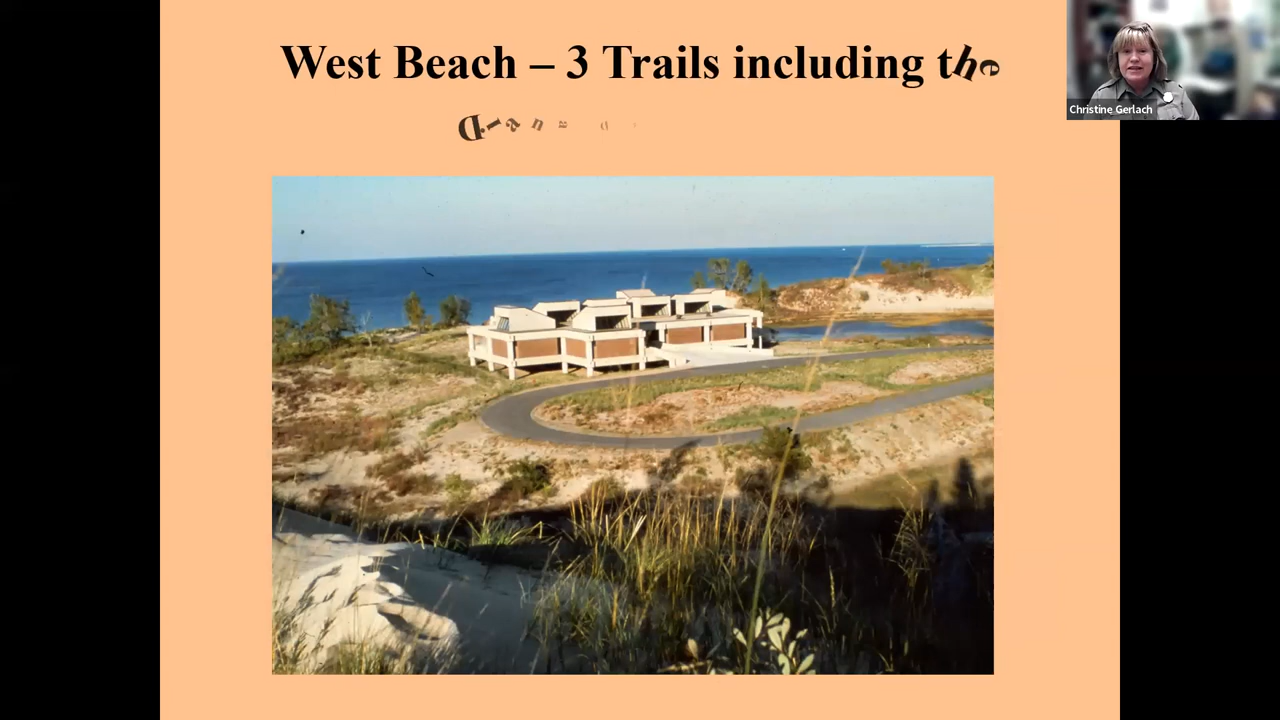 West Beach – 3 Trails including the
Christine Gerlach